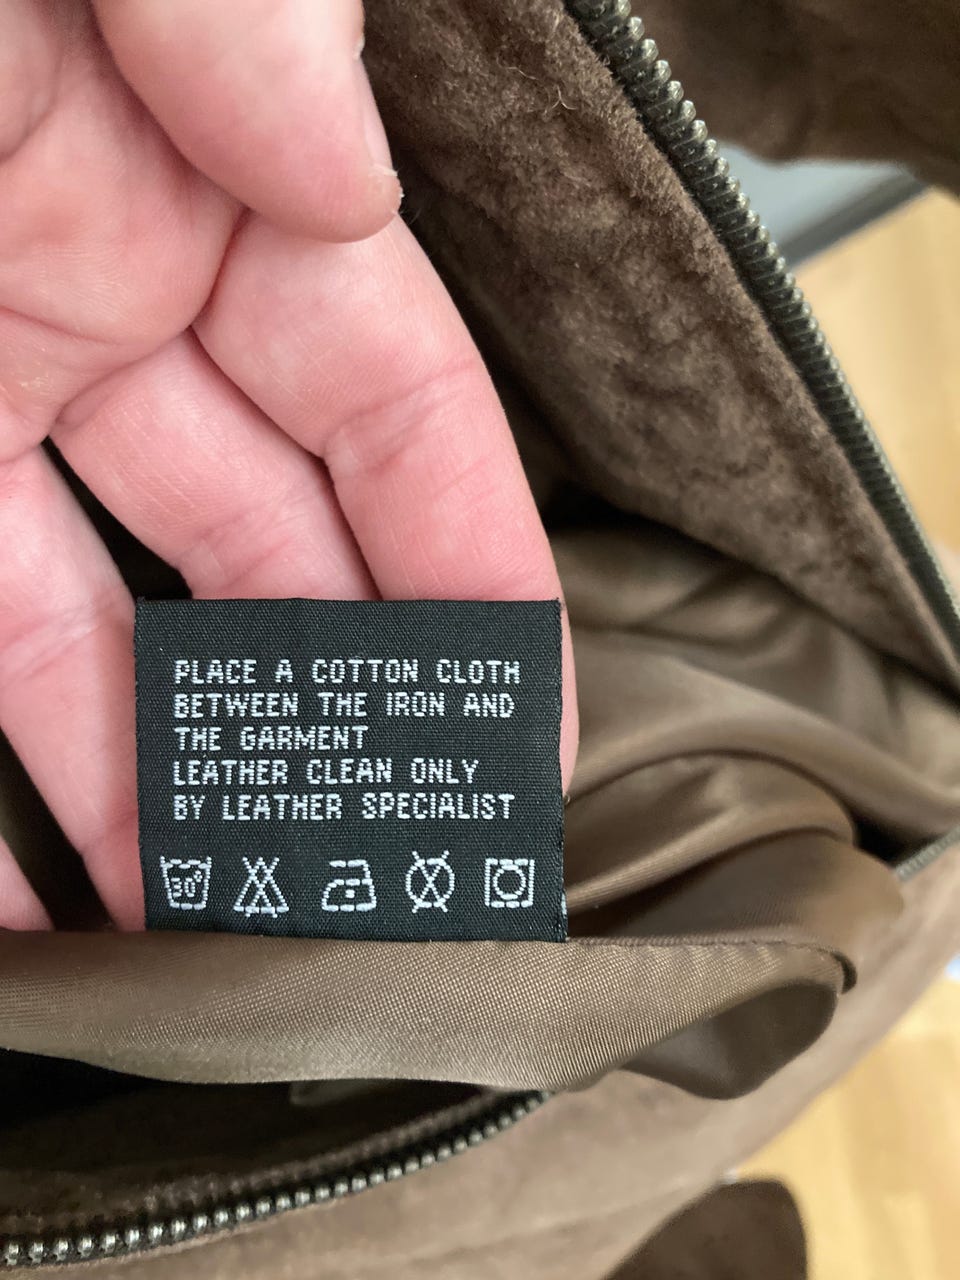 PLACE A COTTON CLOTH
BETWEEN THE IRON AND
THE GARMENT
LEATHER CLEAN ONLY
BY LEATHER SPECIALIST
30°